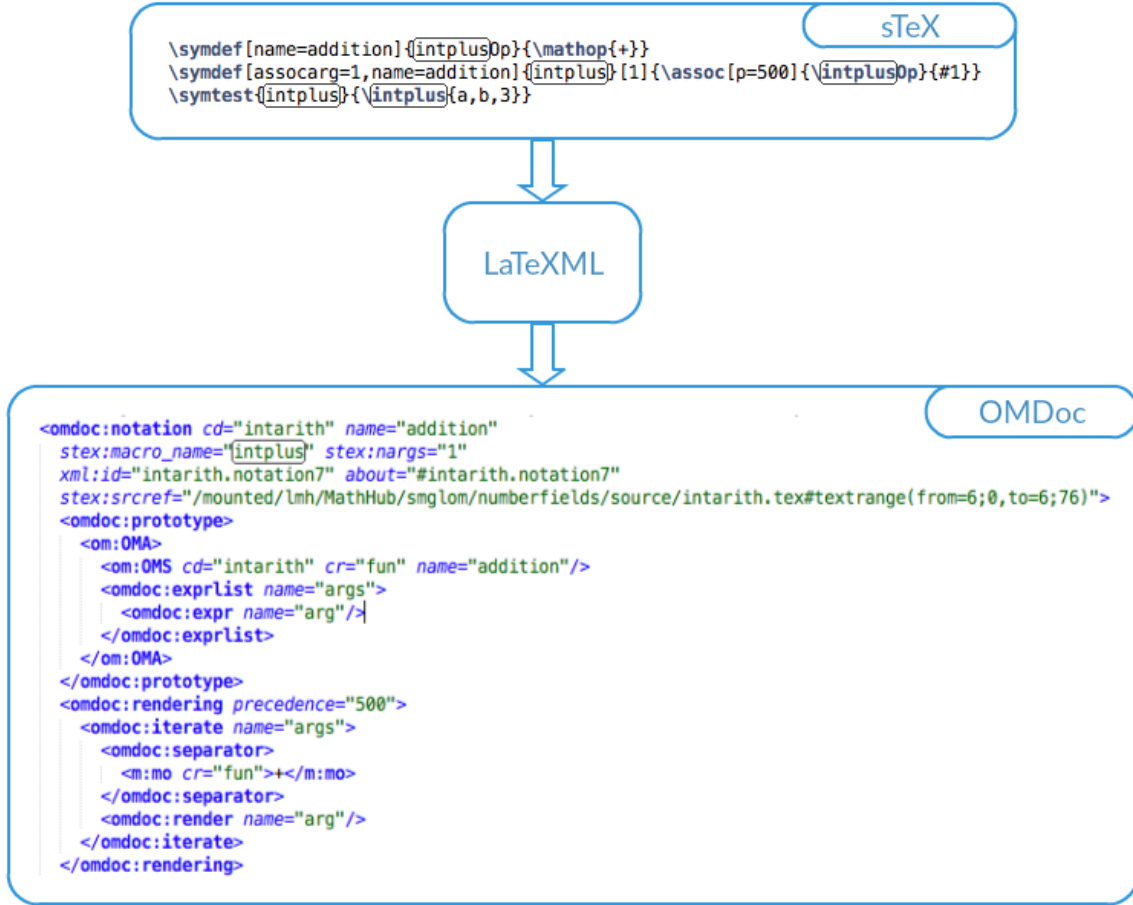 sTeX
\symdef[name=addition]{intplusOp}{\mathop{+}}
\symdef[assocarg=1,name=addition]{intplus}[1]{\assoc[p=500]{\intplusOp}{#1}}
\symtest{intplus}{\intplus{a,b,3}}
LaTeXML
OMDoc
<omdoc:notation cd="intarith" name="addition"
stex:macro_name="intplus" stex:nargs="1"
xml:id="intarith.notation7" about="#intarith.notation7"
stex:srcref="/mounted/lmh/MathHub/smglom/numberfields/source/intarith.tex#textrange(from=6;0,to=6;76)">
<omdoc:prototype>
<om:OMA>
<om:OMS cd="intarith" cr="fun" name="addition"/>
<omdoc:exprlist name="args">
<omdoc:expr name="arg"/>
</omdoc:exprlist>
</om:OMA>
</omdoc:prototype>
<omdoc:rendering precedence="500">
<omdoc:iterate name="args">
<omdoc:separator>
<m:mo cr="fun">+</m:mo>
</omdoc:separator>
<omdoc:render name="arg"/>
</omdoc:iterate>
</omdoc:rendering>